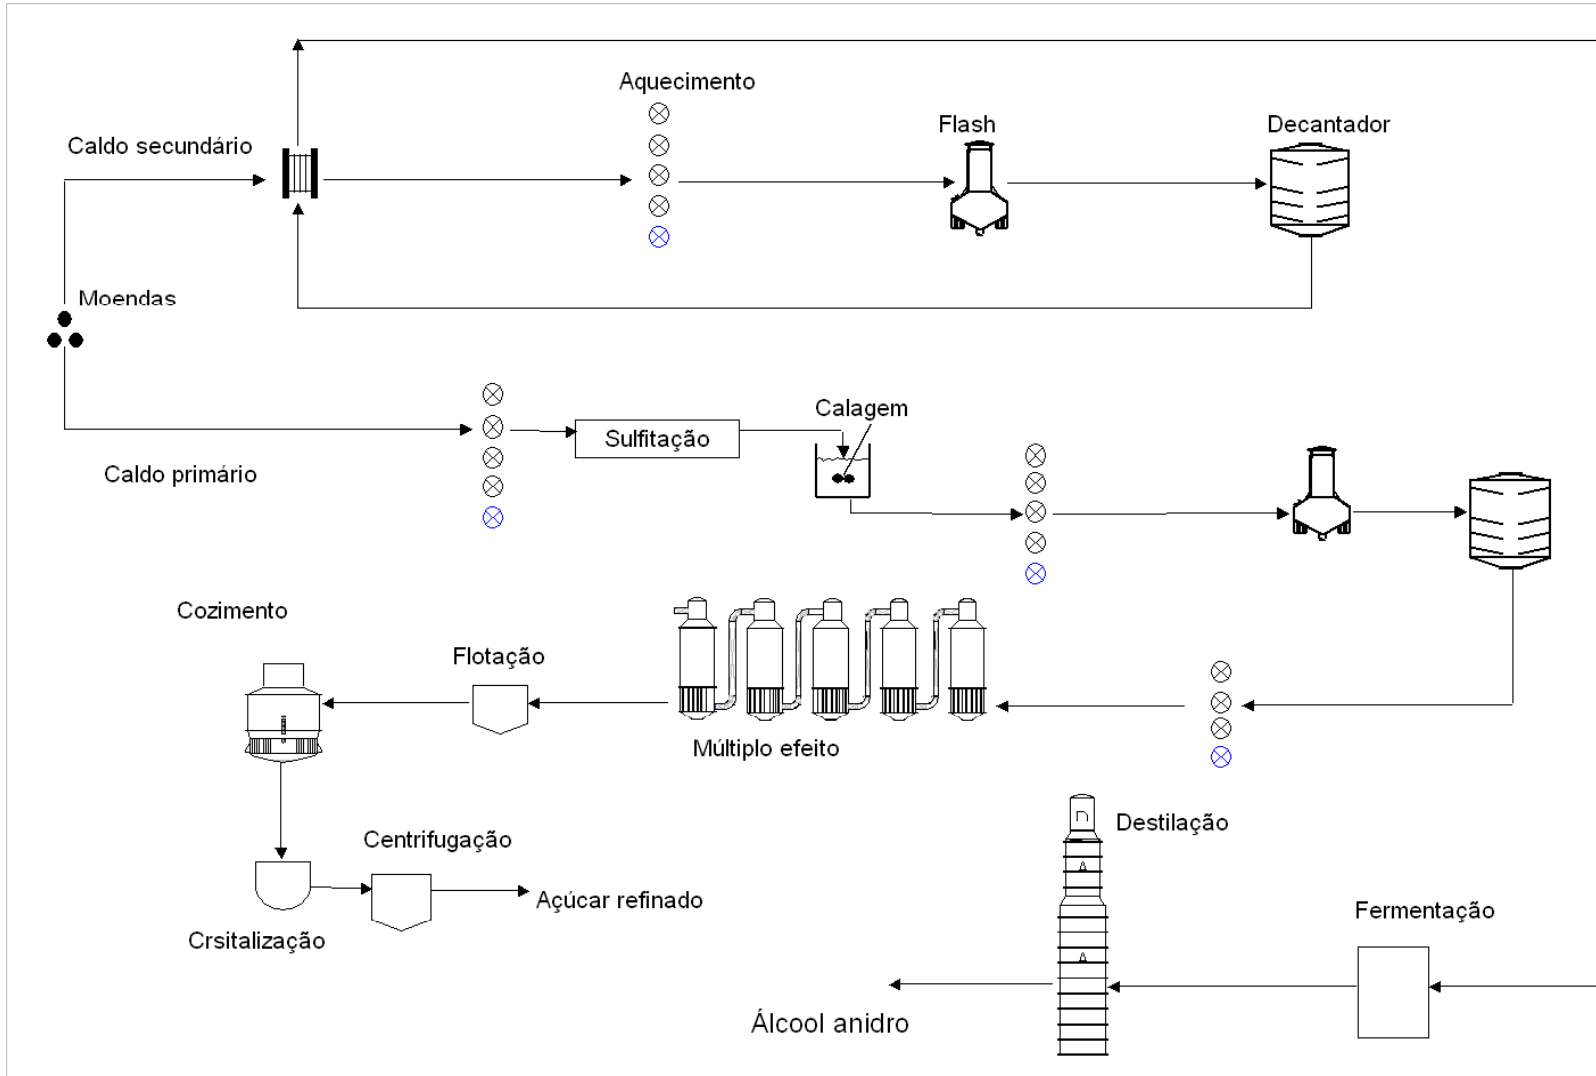 Aquecimento
Flash
Decantador
Caldo secundário
Moendas
Calagem
Sulfitação
Caldo primário
Cozimento
Flotação
Múltiplo efeito
Destilação
Centrifugação
Açúcar refinado
Fermentação
Crsitalização
Álcool anidro